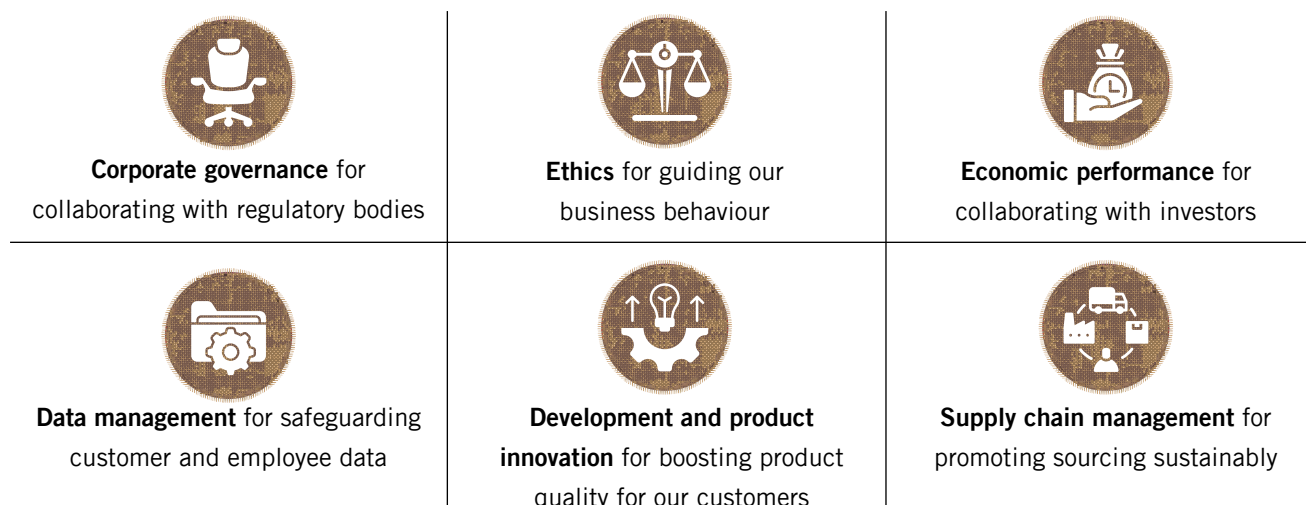 Corporate governance for
collaborating with regulatory bodies
Ethics for guiding our
business behaviour
Economic performance for
collaborating with investors
Data management for safeguarding
customer and employee data
Development and product
innovation for boosting product
quality for our customers
Supply chain management for
promoting sourcing sustainably